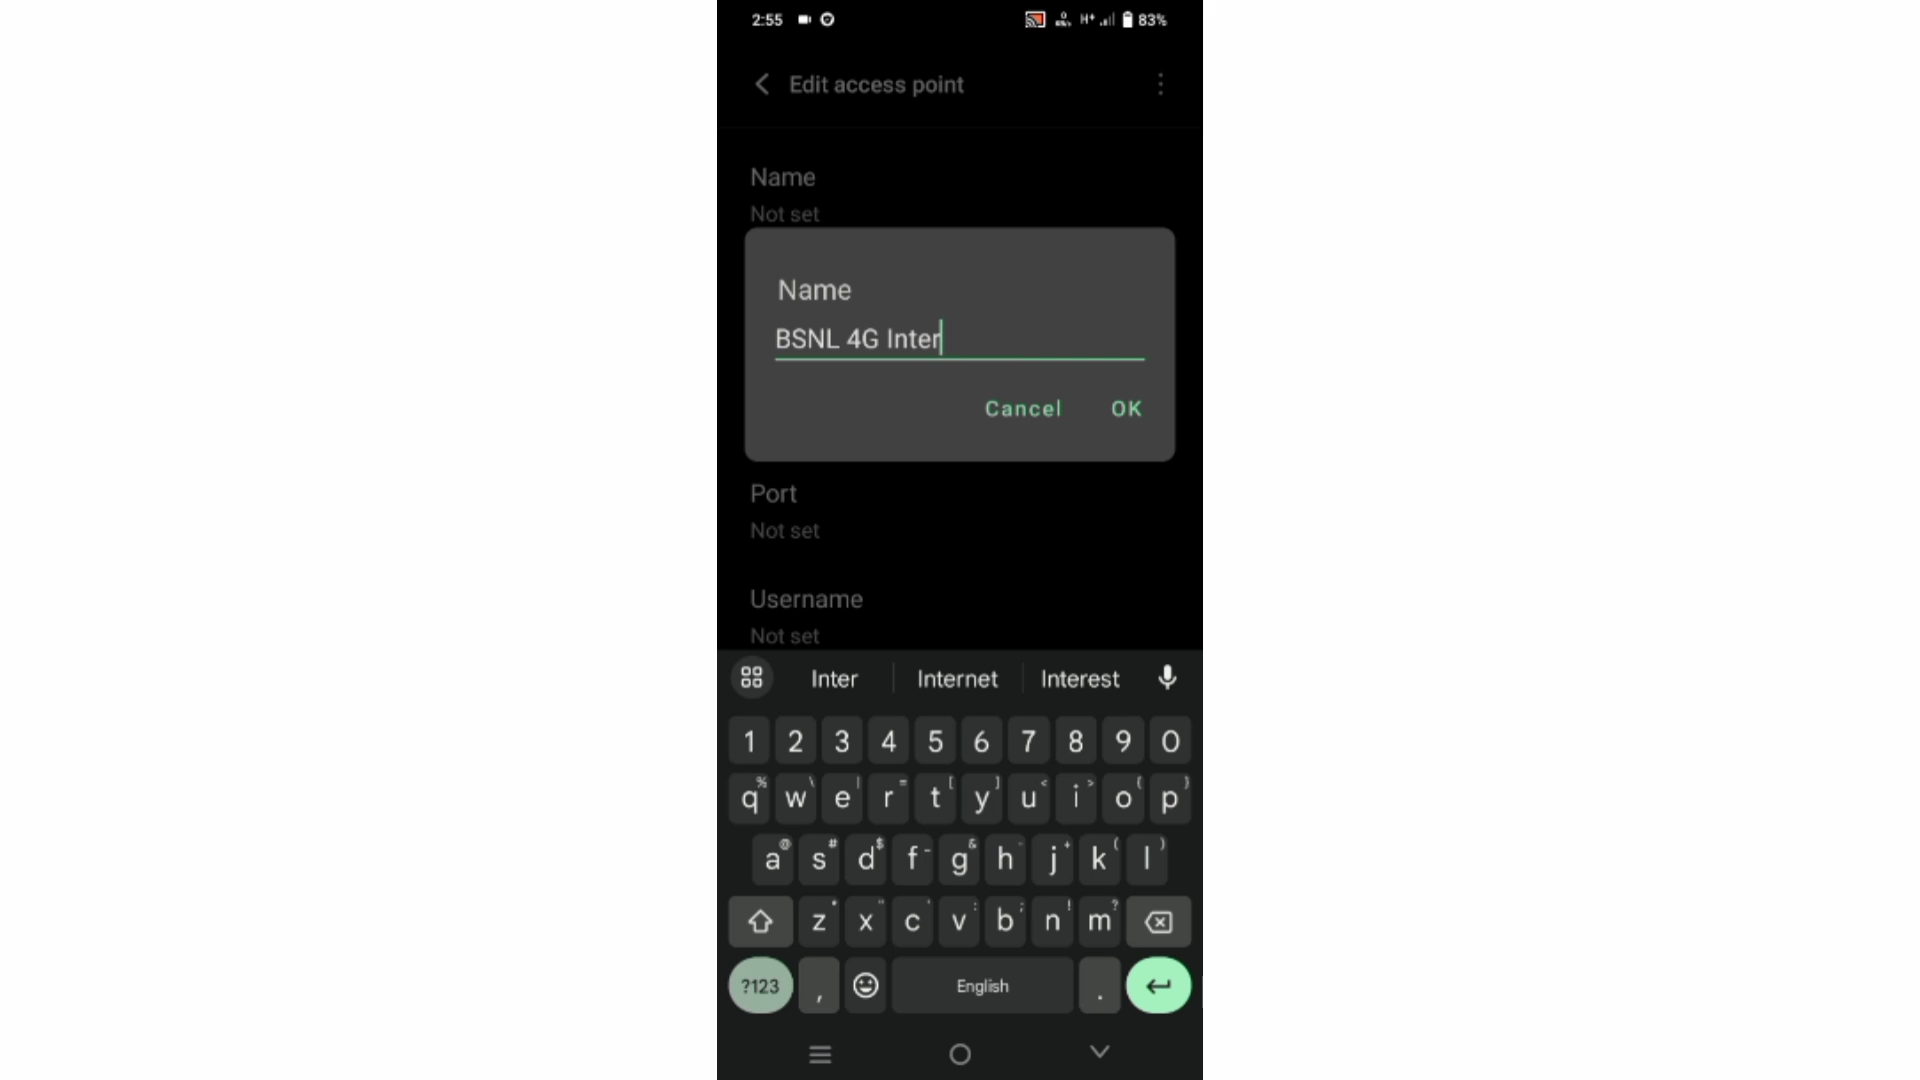 2:55 0 H+ 83%
Edit access point
Name
Not set
Name
BSNL 4G Inter
Cancel OK
Port
Not set
Username
Not set
Inter Internet Interest
1 2 3 4 5 6 7 8 9 0
q w e r t y u i o p
a s d f g h j k l
z x c v b n m
?123 , English .